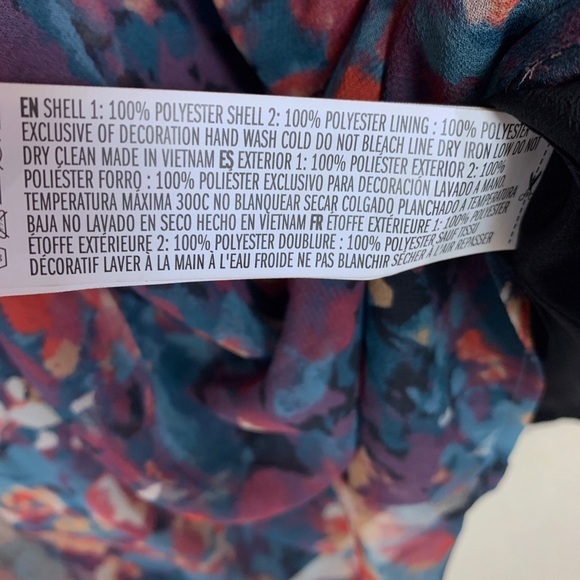 EN SHELL 1: 100% POLYESTER SHELL 2: 100% POLYESTER LINING : 100% POLYESTER
EXCLUSIVE OF DECORATION HAND WASH COLD DO NOT BLEACH LINE DRY IRON LOW DO NOT
DRY CLEAN MADE IN VIETNAM ES EXTERIOR 1: 100% POLIÉSTER EXTERIOR 2: 100%
POLIÉSTER FORRO : 100% POLIÉSTER EXCLUSIVO PARA DECORACIÓN LAVADO A MANO.
TEMPERATURA MÁXIMA 300C NO BLANQUEAR SECAR COLGADO PLANCHADO A TEMPERATURA
BAJA NO LAVADO EN SECO HECHO EN VIETNAM FR ÉTOFFE EXTÉRIEURE 1: 100% POLYESTER
ÉTOFFE EXTÉRIEURE 2: 100% POLYESTER DOUBLURE : 100% POLYESTER SAUF TISSU
DÉCORATIF LAVER À LA MAIN À L'EAU FROIDE NE PAS BLANCHIR SÉCHER À L'AIR REPASSER